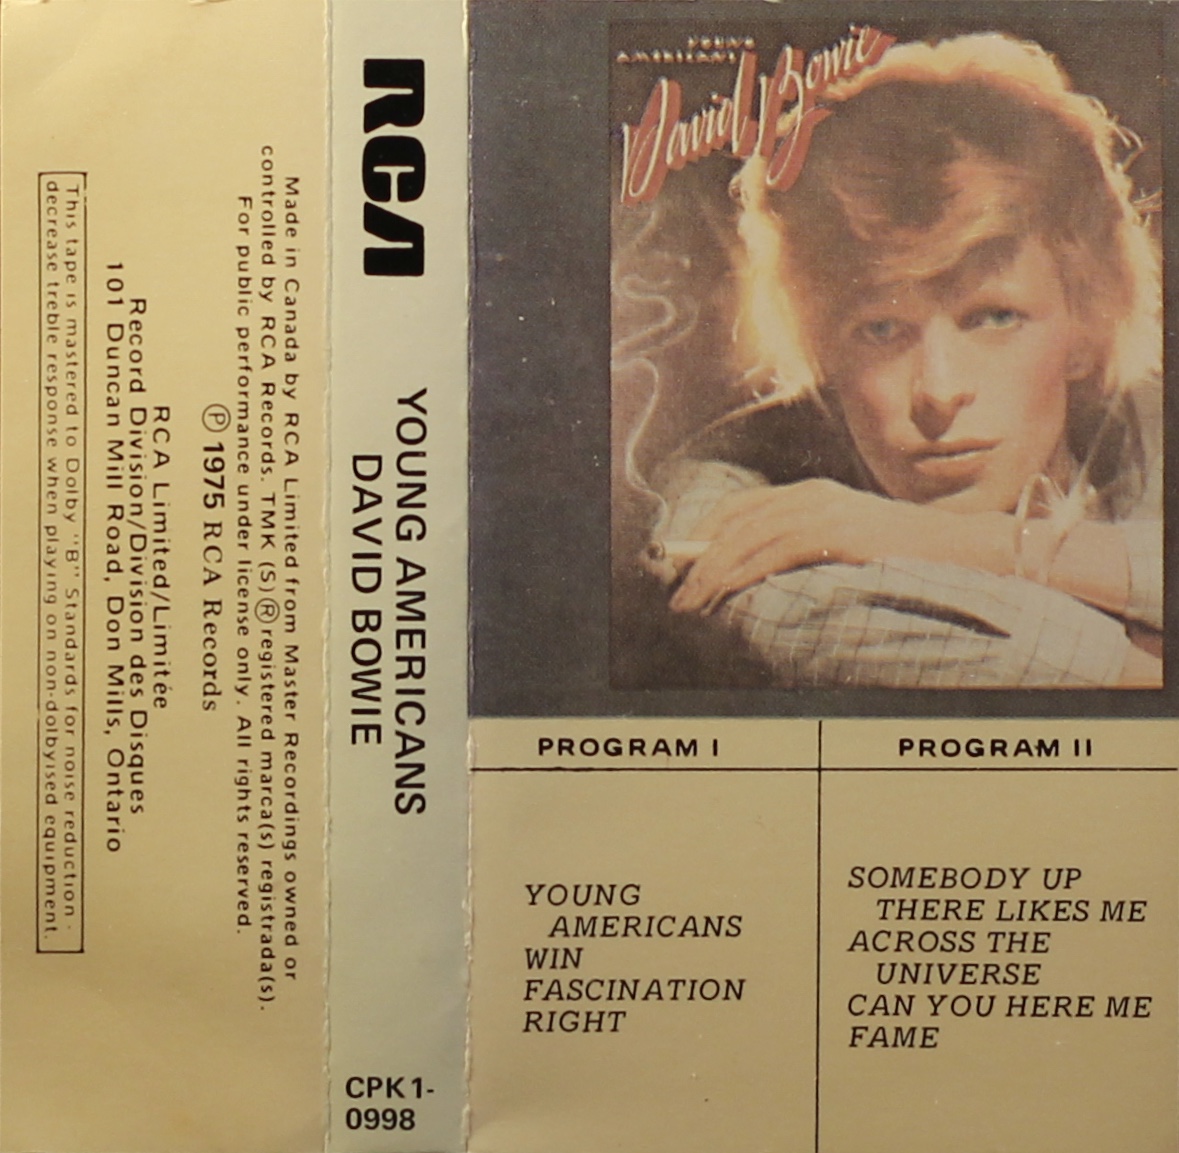 This tape is mastered to Dolby "B" Standards for noise reduction -
decrease treble response when playing on non-dolbyised equipment.
Made in Canada by RCA Limited from Master Recordings owned or
controlled by RCA Records. TMK (S) ® registered marca(s) registrada(s).
For public performance under license only. All rights reserved.
℗ 1975 RCA Records
RCA Limited/Limitée
Record Division/Division des Disques
101 Duncan Mill Road, Don Mills, Ontario
RCA
YOUNG AMERICANS
DAVID BOWIE
CPK1-
0998
YOUNG
AMERICANS
David Bowie
PROGRAM I
YOUNG
AMERICANS
WIN
FASCINATION
RIGHT
PROGRAM II
SOMEBODY UP
THERE LIKES ME
ACROSS THE
UNIVERSE
CAN YOU HERE ME
FAME